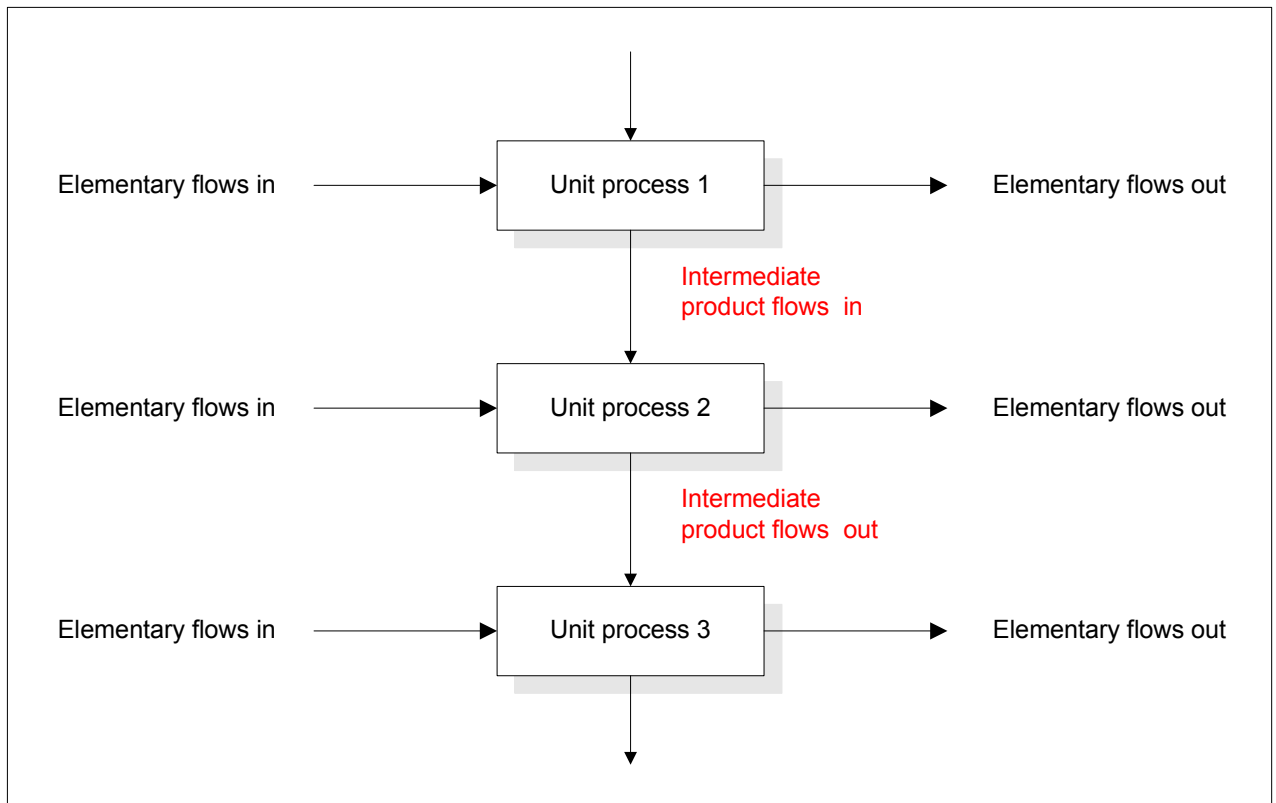 Elementary flows in
Unit process 1
Elementary flows out
Intermediate
product flows  in
Elementary flows in
Unit process 2
Elementary flows out
Intermediate
product flows  out
Elementary flows in
Unit process 3
Elementary flows out